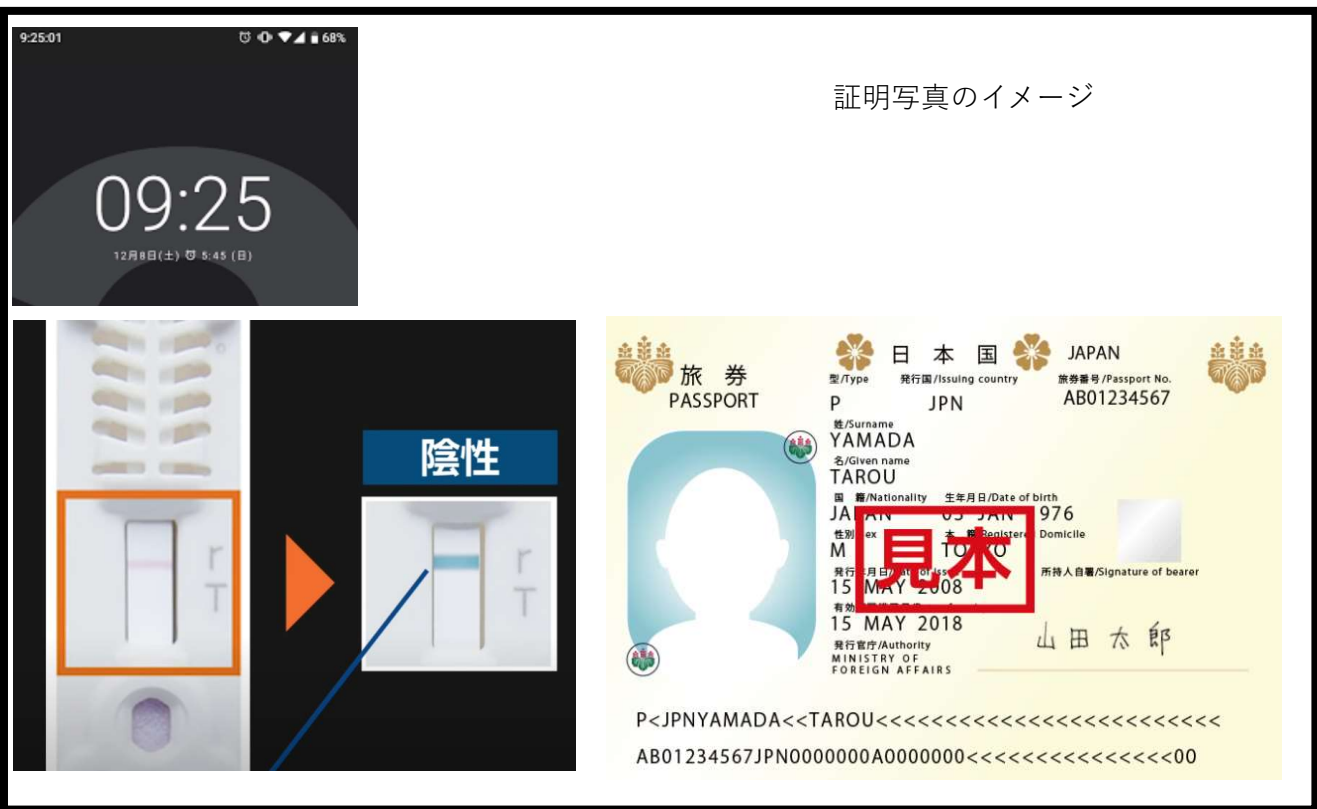 9:25:01
68%
09:25
12月8日(土) 5:45 (日)
証明写真のイメージ
r
T
陰性
r
T
旅 券
PASSPORT
日 本 国
JAPAN
型/Type
発行国/Issuing country
旅券番号/Passport No.
P
JPN
AB01234567
姓/Surname
YAMADA
名/Given name
TAROU
国 籍/Nationality
生年月日/Date of birth
JAPAN
976
Domicile
M
見本
所持人自署/Signature of bearer
15 MAY 2008
15 MAY 2018
発行官庁/Authority
MINISTRY OF
FOREIGN AFFAIRS
山田太郎
P<JPNYAMADA<<TAROU<<<<<<<<<<<<<<<<<<<<<<<<<
AB01234567JPN0000000A0000000<<<<<<<<<<<<<<<00